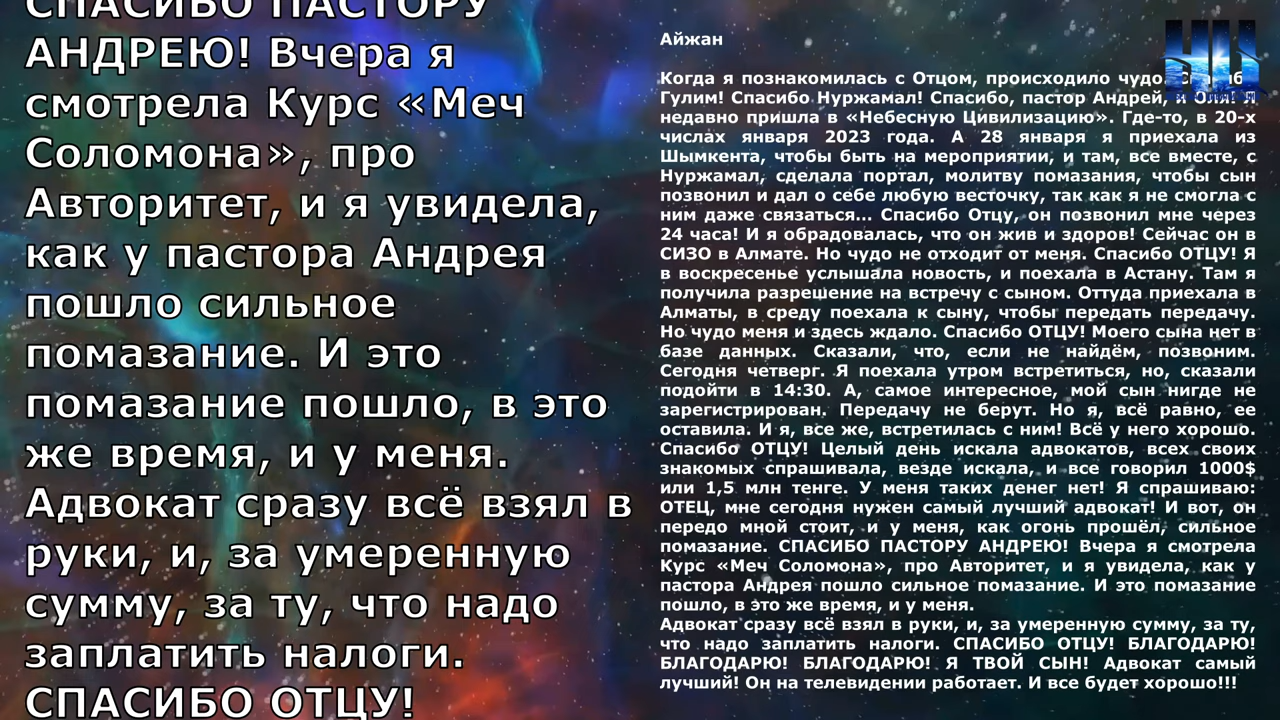 СПАСИБО ПАСТОРУ
АНДРЕЮ! Вчера я
смотрела Курс «Меч
Соломона», про
Авторитет, и я увидела,
как у пастора Андрея
пошло сильное
помазание. И это
помазание пошло, в это
же время, и у меня.
Адвокат сразу всё взял в
руки, и, за умеренную
сумму, за ту, что надо
заплатить налоги.
СПАСИБО ОТЦУ!
Айжан
Когда я познакомилась с Отцом, происходило чудо.
Гулим! Спасибо Нуржамал! Спасибо, пастор Андрей, и
недавно пришла в «Небесную Цивилизацию». Где-то, в 20-х
числах января 2023 года. А 28 января я приехала из
Шымкента, чтобы быть на мероприятии, и там, все вместе, с
Нуржамал, сделала портал, молитву помазания, чтобы сын
позвонил и дал о себе любую весточку, так как я не смогла с
ним даже связаться... Спасибо Отцу, он позвонил мне через
24 часа! И я обрадовалась, что он жив и здоров! Сейчас он в
СИЗО в Алмате. Но чудо не отходит от меня. Спасибо ОТЦУ! Я
в воскресенье услышала новость, и поехала в Астану. Там я
получила разрешение на встречу с сыном. Оттуда приехала в
Алматы, в среду поехала к сыну, чтобы передать передачу.
Но чудо меня и здесь ждало. Спасибо ОТЦУ! Моего сына нет в
базе данных. Сказали, что, если не найдём, позвоним.
Сегодня четверг. Я поехала утром встретиться, но, сказали
подойти в 14:30. А, самое интересное, мой сын нигде не
зарегистрирован. Передачу не берут. Но я, всё равно, ее
оставила. И я, все же, встретилась с ним! Всё у него хорошо.
Спасибо ОТЦУ! Целый день искала адвокатов, всех своих
знакомых спрашивала, везде искала, и все говорил 1000$
или 1,5 млн тенге. У меня таких денег нет! Я спрашиваю:
ОТЕЦ, мне сегодня нужен самый лучший адвокат! И вот, он
передо мной стоит, и у меня, как огонь прошёл, сильное
помазание. СПАСИБО ПАСТОРУ АНДРЕЮ! Вчера я смотрела
Курс «Меч Соломона», про Авторитет, и я увидела, как у
пастора Андрея пошло сильное помазание. И это помазание
пошло, в это же время, и у меня.
Адвокат сразу всё взял в руки, и, за умеренную сумму, за ту,
что надо заплатить налоги. СПАСИБО ОТЦУ! БЛАГОДАРЮ!
БЛАГОДАРЮ! БЛАГОДАРЮ! Я ТВОЙ СЫН! Адвокат самый
лучший! Он на телевидении работает. И все будет хорошо!!!
НЦ